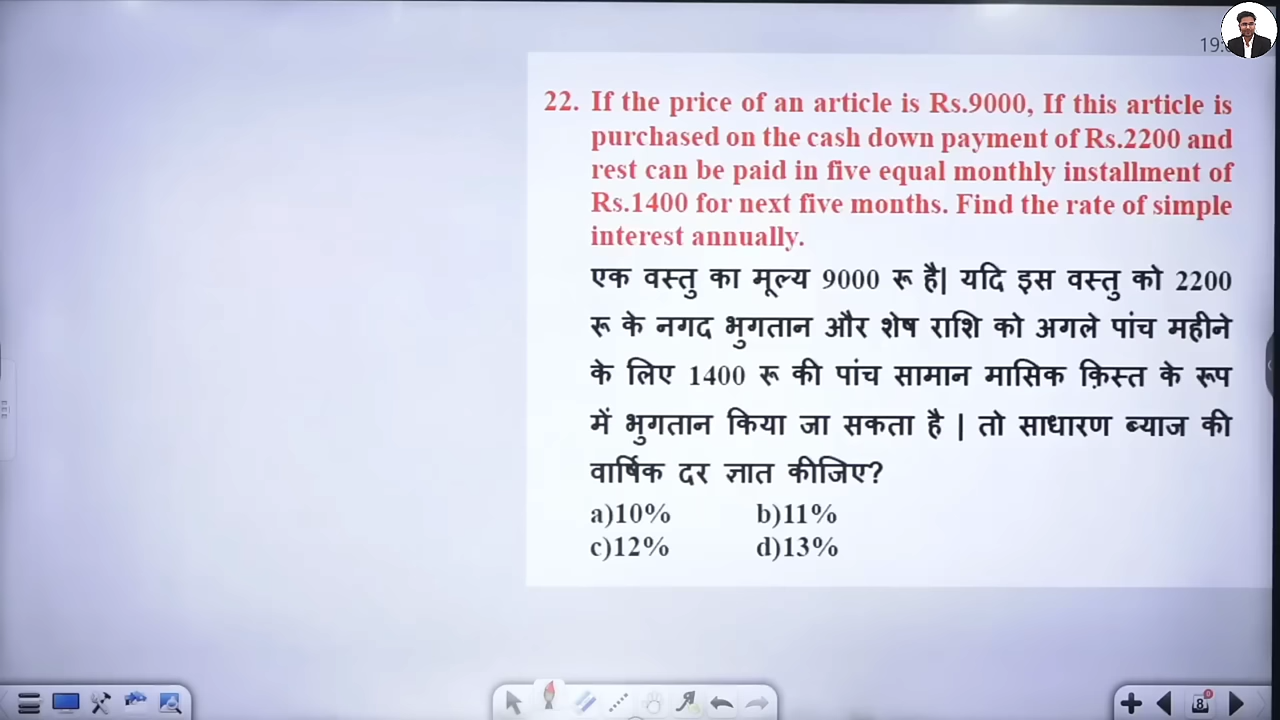 19:
22. If the price of an article is Rs.9000, If this article is
purchased on the cash down payment of Rs.2200 and
rest can be paid in five equal monthly installment of
Rs.1400 for next five months. Find the rate of simple
interest annually.
एक वस्तु का मूल्य 9000 रू है| यदि इस वस्तु को 2200
रू के नगद भुगतान और शेष राशि को अगले पांच महीने
के लिए 1400 रू की पांच सामान मासिक क़िस्त के रूप
में भुगतान किया जा सकता है | तो साधारण ब्याज की
वार्षिक दर ज्ञात कीजिए?
a)10% b)11%
c)12% d)13%
8 0